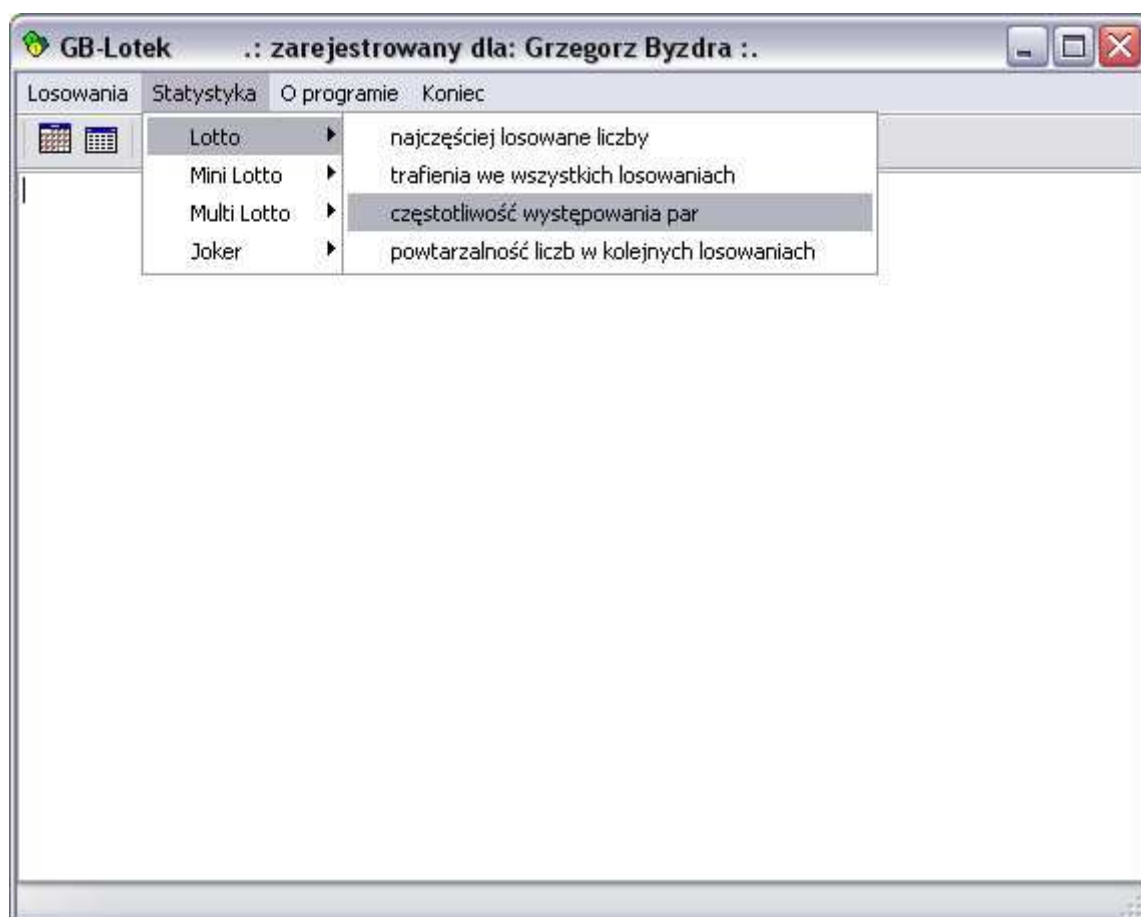 GB-Lotek .: zarejestrowany dla: Grzegorz Byzdra :.
Losowania Statystyka O programie Koniec
Lotto
Mini Lotto
Multi Lotto
Joker
najczęściej losowane liczby
trafienia we wszystkich losowaniach
częstotliwość występowania par
powtarzalność liczb w kolejnych losowaniach